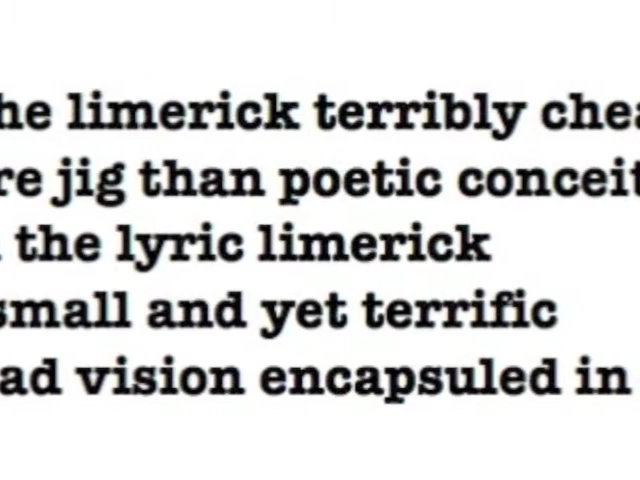 he limerick terribly chea
re jig than poetic conceit
the lyric limerick
small and yet terrific
ad vision encapsuled in